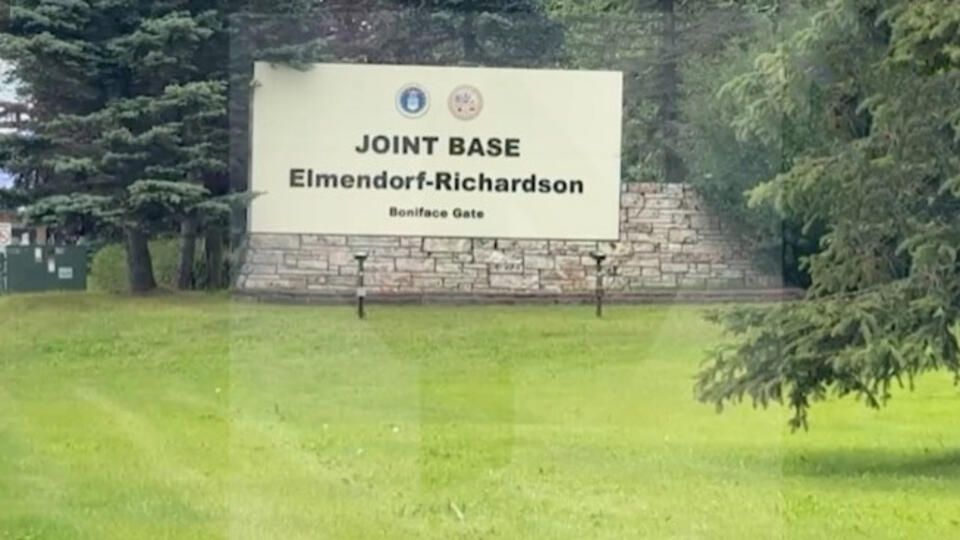 JOINT BASE
Elmendorf-Richardson
Boniface Gate